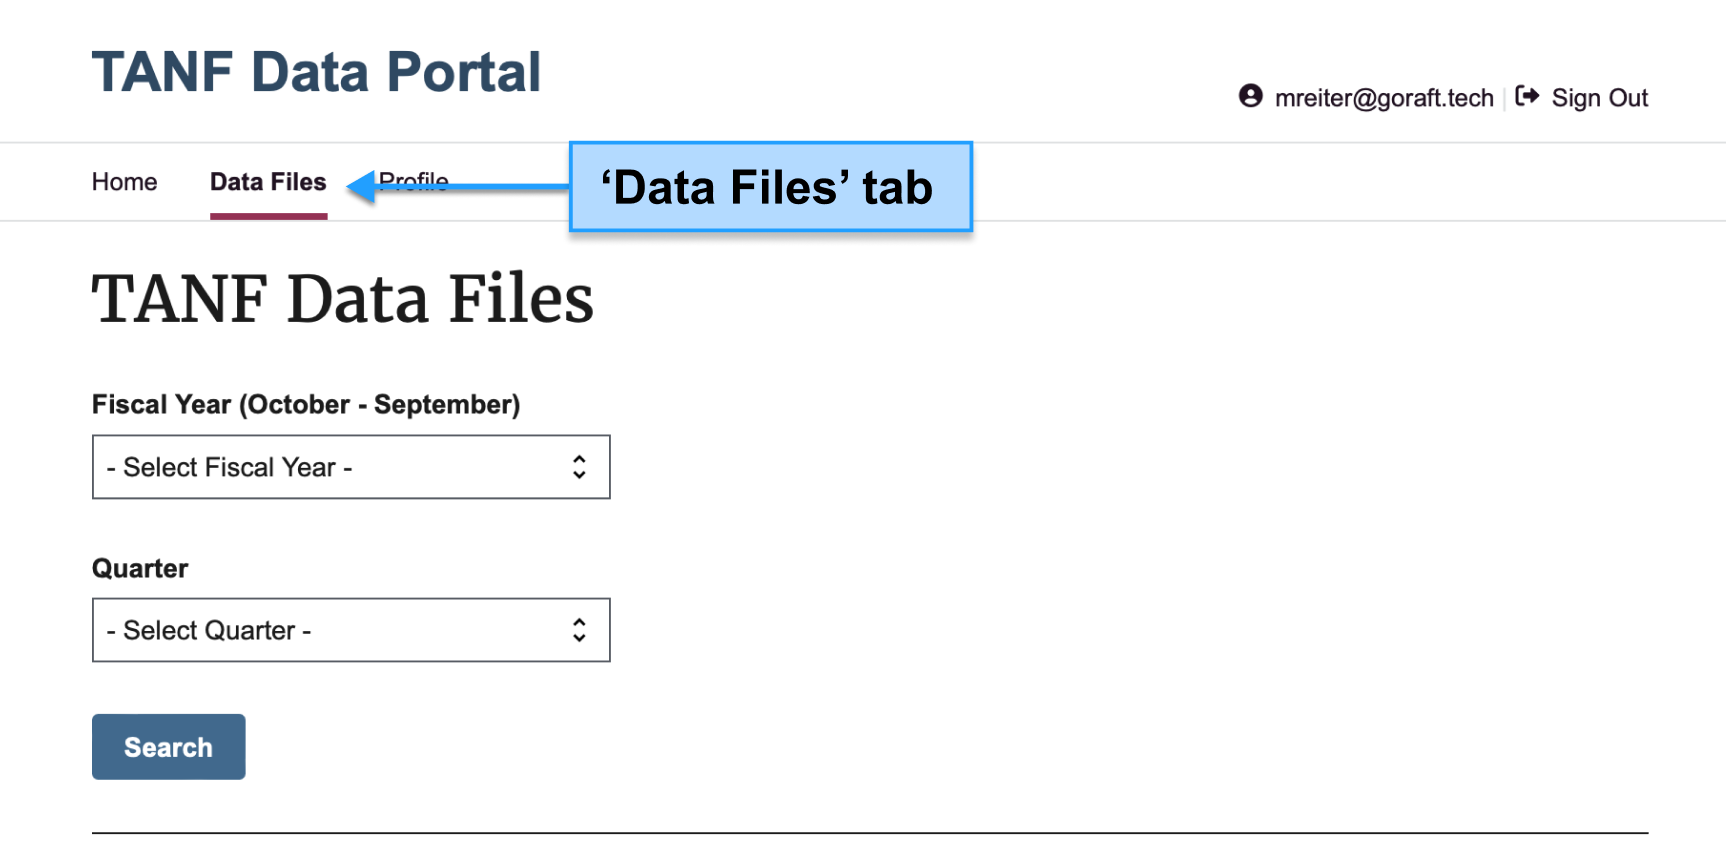 TANF Data Portal
mreiter@goraft.tech | Sign Out
Home Data Files Profile
‘Data Files’ tab
TANF Data Files
Fiscal Year (October - September)
- Select Fiscal Year -
Quarter
- Select Quarter -
Search